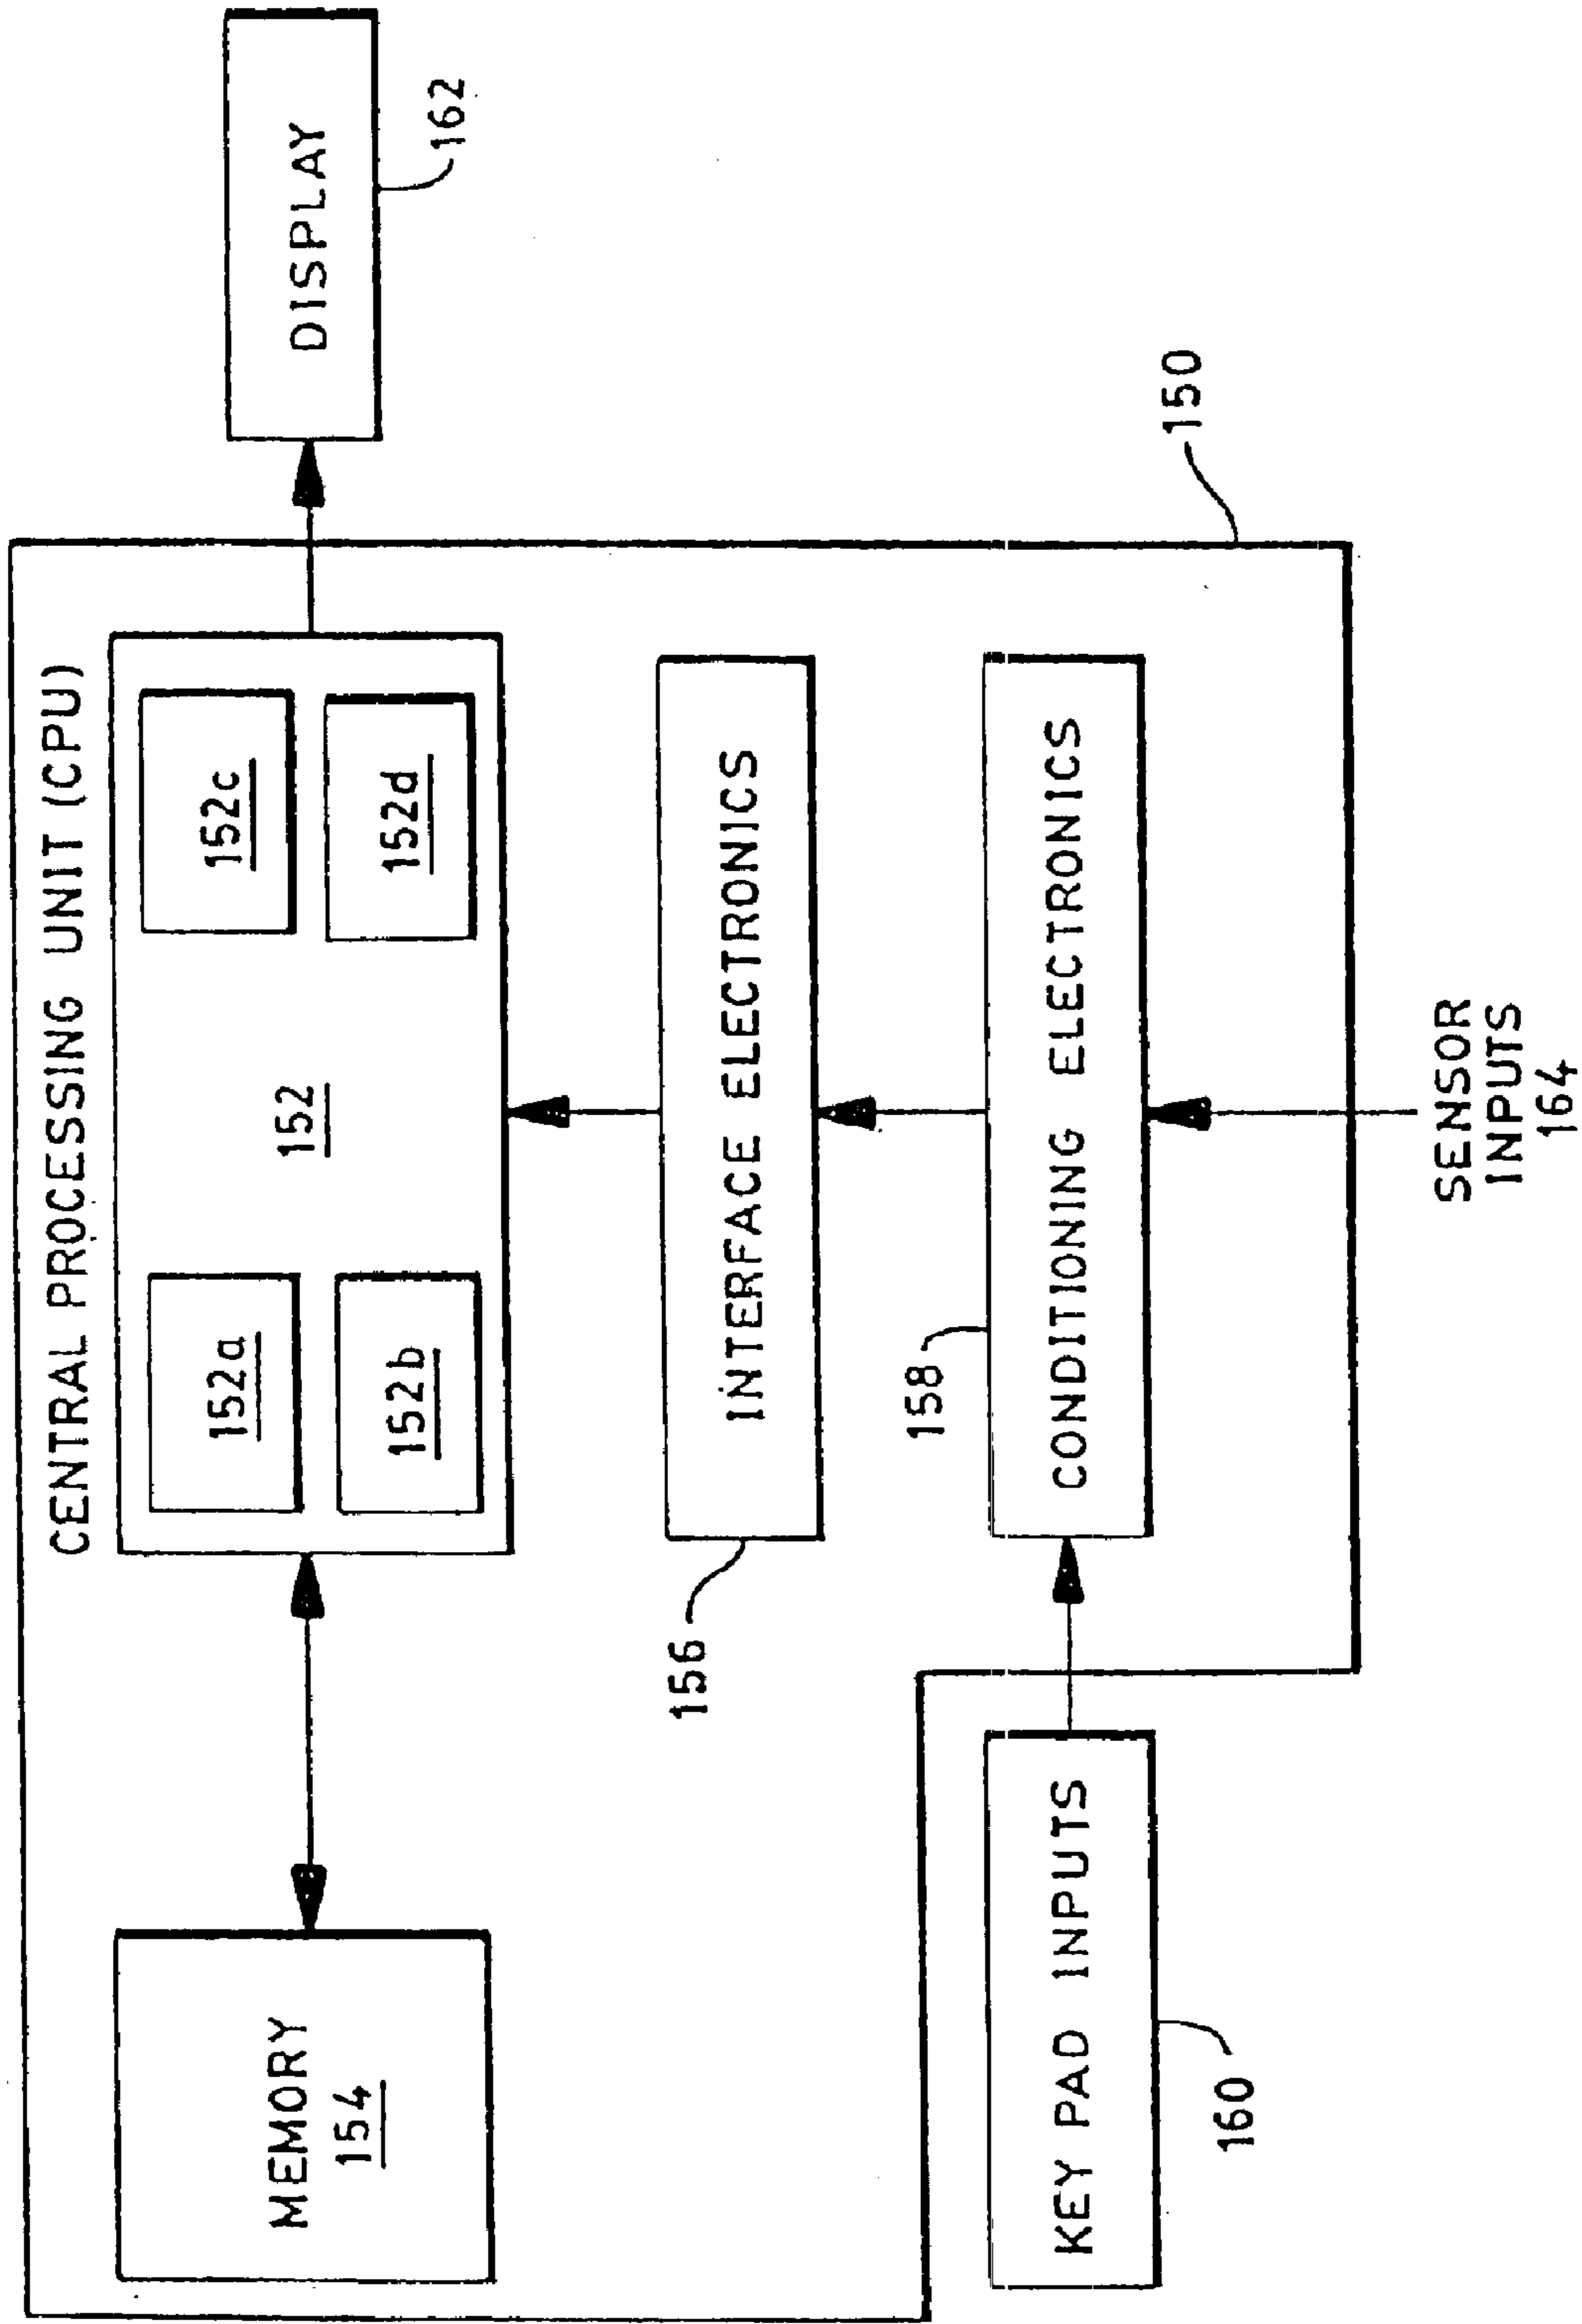 CENTRAL PROCESSING UNIT (CPU)
MEMORY
154
152a
152b
152
152c
152d
DISPLAY
162
156
INTERFACE ELECTRONICS
158
CONDITIONING ELECTRONICS
150
KEY PAD INPUTS
160
SENSOR
INPUTS
164